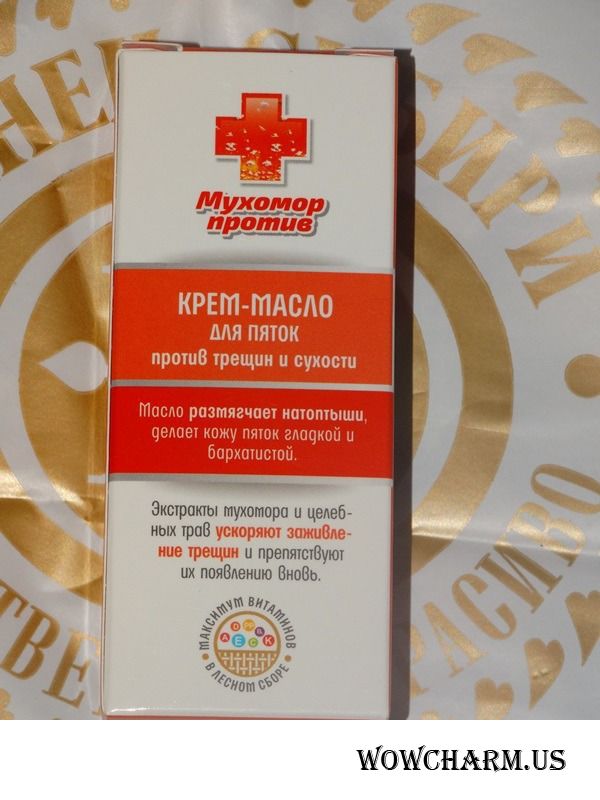 Мухомор
против
КРЕМ-МАСЛО
ДЛЯ ПЯТОК
против трещин и сухости
Масло размягчает натоптыши,
делает кожу пяток гладкой и
бархатистой.
Экстракты мухомора и целеб-
ных трав ускоряют заживле-
ние трещин и препятствуют
их появлению вновь.
МАКСИМУМ ВИТАМИНОВ
D PP B
A E C K
В ЛЕСНОМ СБОРЕ
WOWCHARM.US